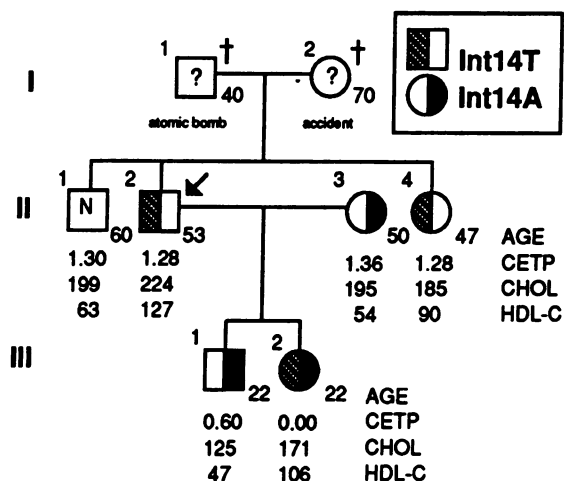 1 † 2 †
Int14T
I ? ?
40 70
Int14A
atomic bomb accident
1 2 3 4
II N
60 53 50 47 AGE
1.30 1.28 1.36 1.28 CETP
199 224 195 185 CHOL
63 127 54 90 HDL-C
1 2
III
22 22 AGE
0.60 0.00 CETP
125 171 CHOL
47 106 HDL-C